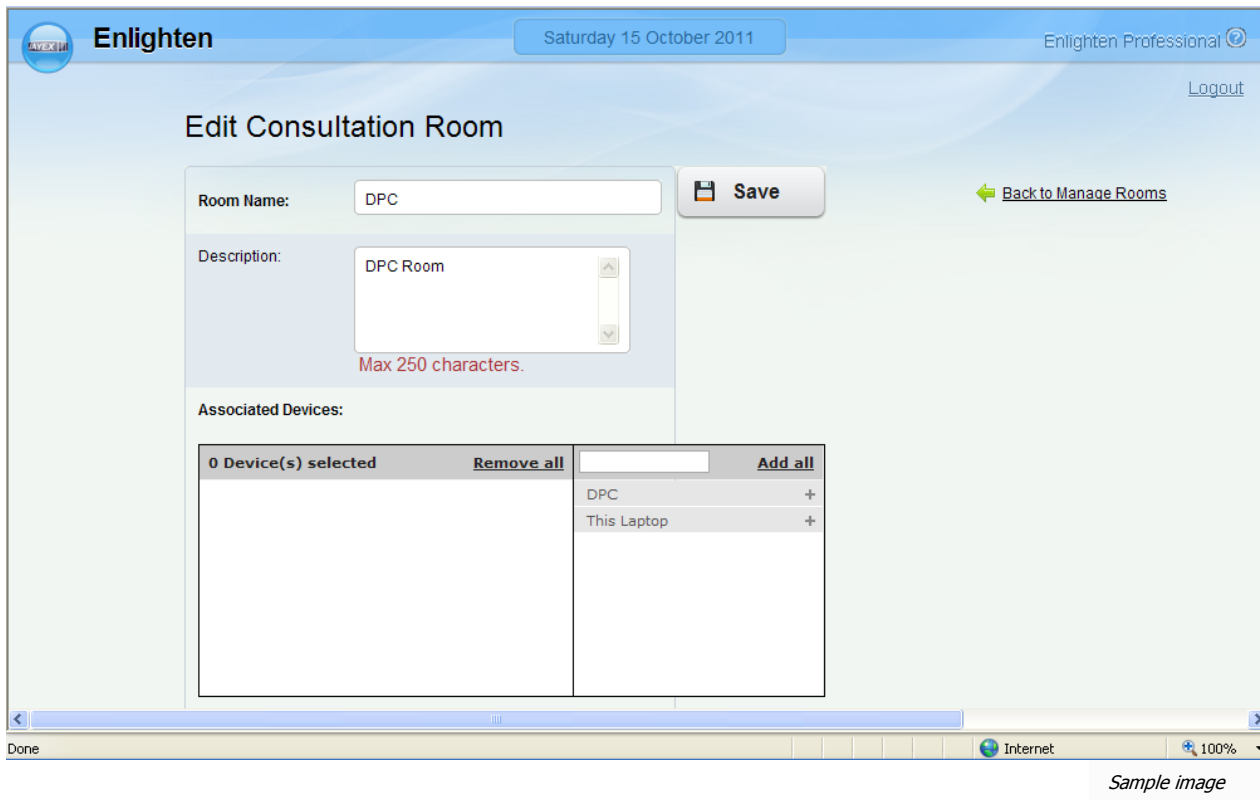 JAYEX
Enlighten
Saturday 15 October 2011
Enlighten Professional ?
Logout
Edit Consultation Room
Room Name:
DPC
Save
Back to Manage Rooms
Description:
DPC Room
Max 250 characters.
Associated Devices:
0 Device(s) selected Remove all
Add all
DPC +
This Laptop +
Done
Internet
100%
Sample image